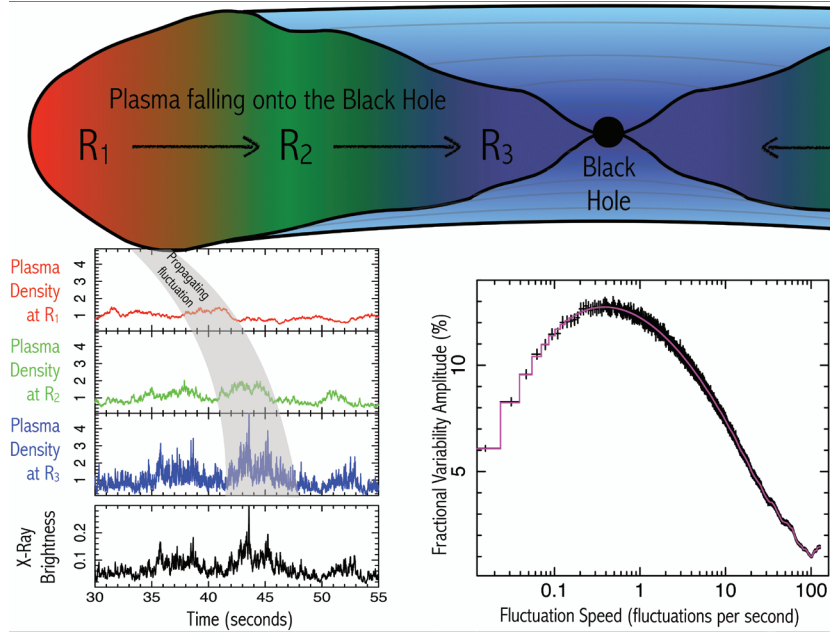 Plasma falling onto the Black Hole
R1
R2
R3
Black
Hole
Plasma
Density
at R1
Propagating
fluctuation
1 2 3 4
Plasma
Density
at R2
1 2 3 4
Plasma
Density
at R3
1 2 3 4
X-Ray
Brightness
0.1 0.2
30 35 40 45 50 55
Time (seconds)
Fractional Variability Amplitude (%)
5 10
0.1 1 10 100
Fluctuation Speed (fluctuations per second)